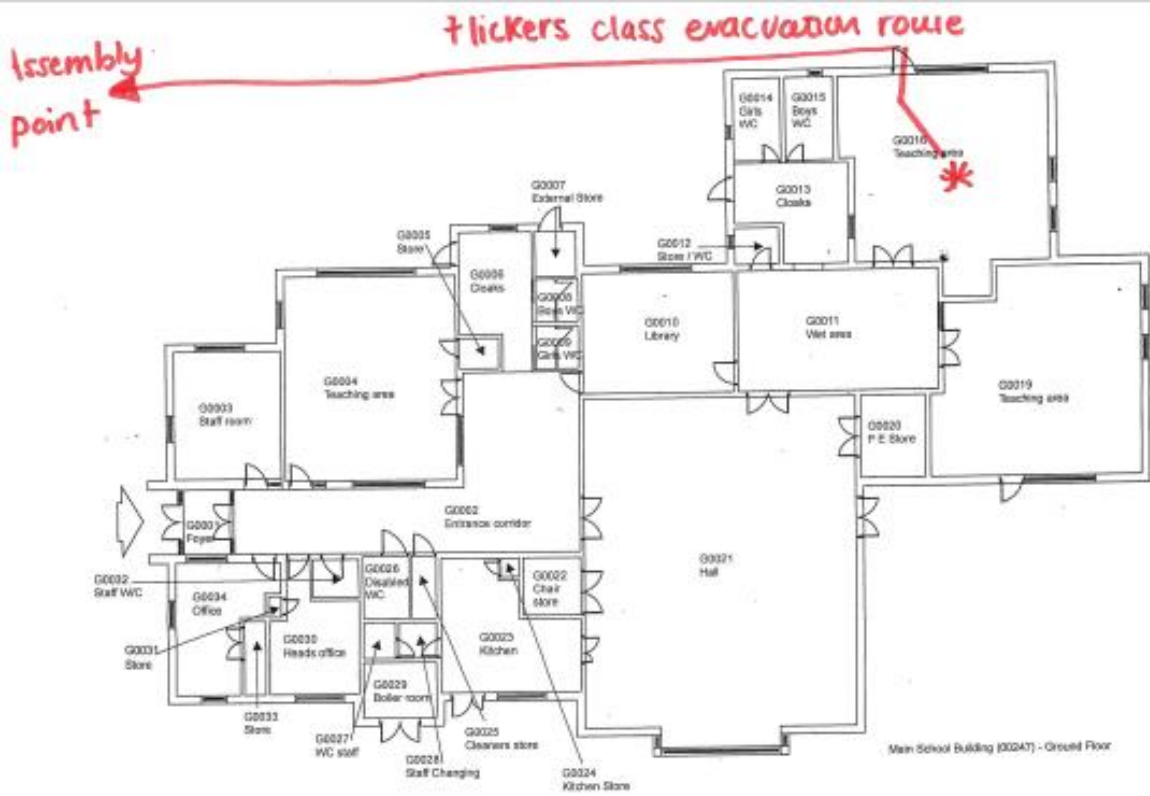 Flickers class evacuation route
Assembly
point
G0014
Girls
WC
G0015
Boys
WC
G0016
Teaching area
G0013
Cloaks
G0012
Store / WC
G0007
External Store
G0005
Store
G0006
Cloaks
G0008
Boys WC
G0009
Girls WC
G0010
Library
G0011
Wet area
G0019
Teaching area
G0020
P E Store
G0004
Teaching area
G0003
Staff room
G0002
Entrance corridor
G0001
Foyer
G0021
Hall
G0032
Staff WC
G0034
Office
G0031
Store
G0030
Heads office
G0026
Disabled
WC
G0022
Chair
store
G0023
Kitchen
G0029
Boiler room
G0033
Store
G0027
WC staff
G0028
Staff Changing
G0025
Cleaners store
G0024
Kitchen Store
Main School Building (00247) - Ground Floor